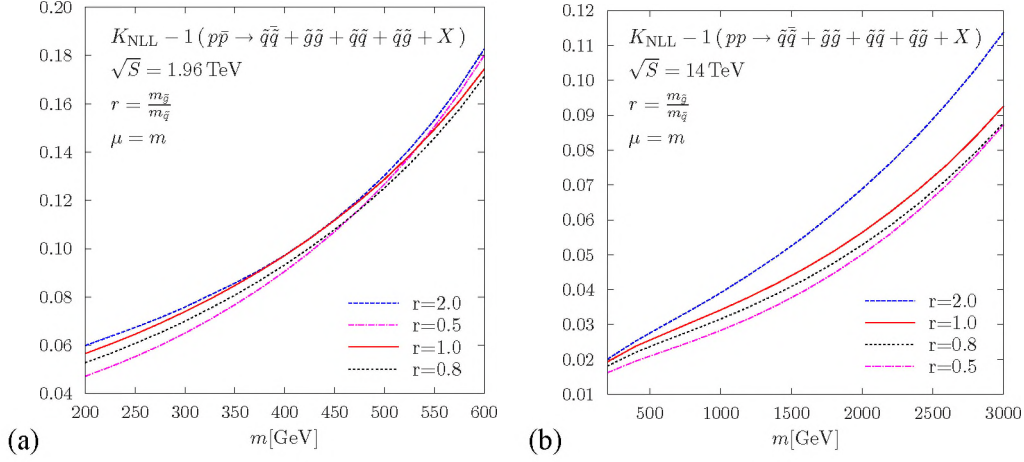 K_NLL − 1 ( pp̄ → q̃q̃̄ + g̃g̃ + q̃q̃ + q̃g̃ + X )
√S = 1.96 TeV
r = m_g̃/m_q̃
μ = m
0.18
0.16
0.14
0.12
0.10
0.08
0.06
0.04
r=2.0
r=0.5
r=1.0
r=0.8
200 250 300 350 400 450 500 550 600
m[GeV]
(a)
K_NLL − 1 ( pp → q̃q̃̄ + g̃g̃ + q̃q̃ + q̃g̃ + X )
√S = 14 TeV
r = m_g̃/m_q̃
μ = m
0.12
0.11
0.10
0.09
0.08
0.07
0.06
0.05
0.04
0.03
0.02
0.01
r=2.0
r=1.0
r=0.8
r=0.5
500 1000 1500 2000 2500 3000
m[GeV]
(b)